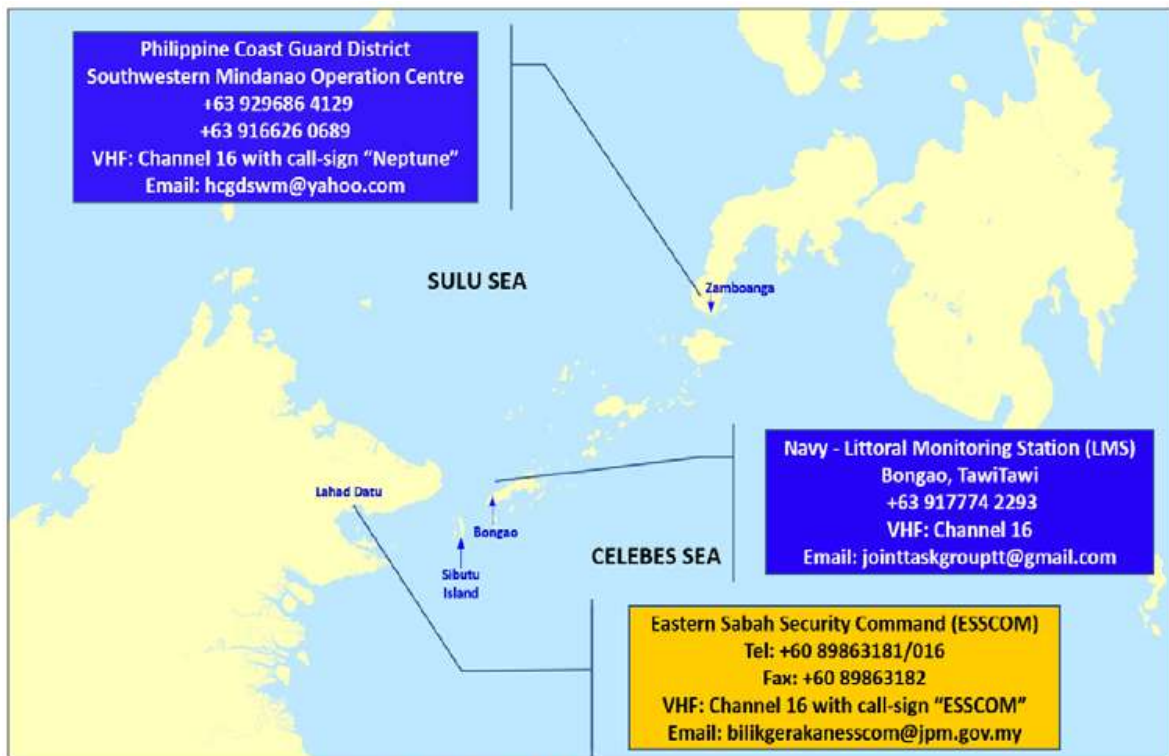 Philippine Coast Guard District
Southwestern Mindanao Operation Centre
+63 929686 4129
+63 916626 0689
VHF: Channel 16 with call-sign “Neptune”
Email: hcgdswm@yahoo.com
SULU SEA
Zamboanga
Navy - Littoral Monitoring Station (LMS)
Bongao, TawiTawi
+63 917774 2293
VHF: Channel 16
Email: jointtaskgrouptt@gmail.com
Lahad Datu
Bongao
CELEBES SEA
Sibutu
Island
Eastern Sabah Security Command (ESSCOM)
Tel: +60 89863181/016
Fax: +60 89863182
VHF: Channel 16 with call-sign “ESSCOM”
Email: bilikgerakanesscom@jpm.gov.my